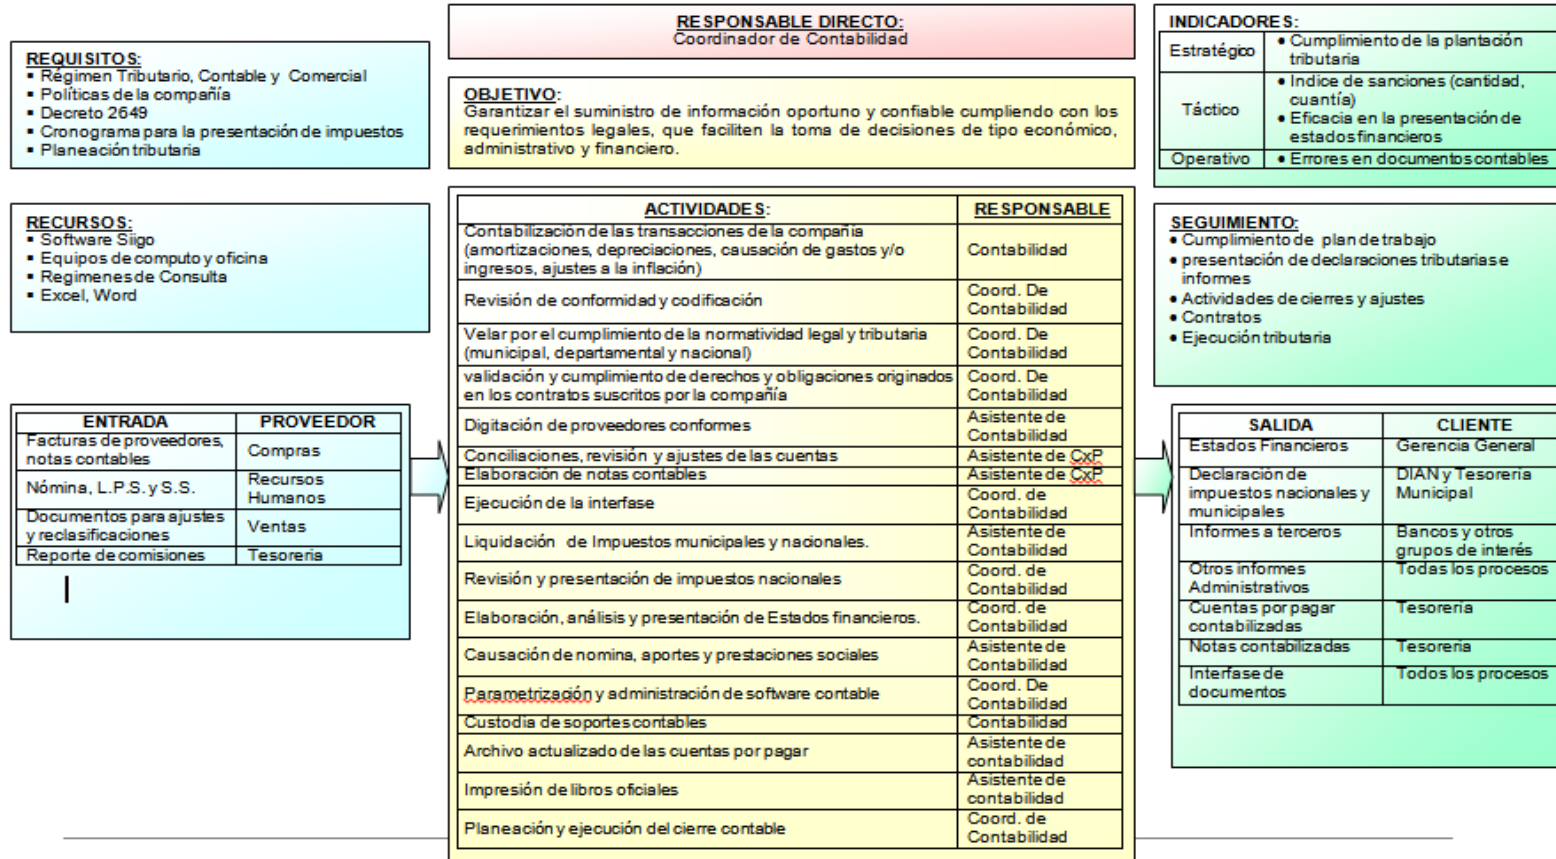 REQUISITOS:
▪ Régimen Tributario, Contable y Comercial
▪ Políticas de la compañía
▪ Decreto 2649
▪ Cronograma para la presentación de impuestos
▪ Planeación tributaria
RECURSOS:
▪ Software Siigo
▪ Equipos de computo y oficina
▪ Regimenes de Consulta
▪ Excel, Word
ENTRADA PROVEEDOR
Facturas de proveedores,
notas contables
Compras
Nómina, L.P.S. y S.S.
Recursos
Humanos
Documentos para ajustes
y reclasificaciones
Ventas
Reporte de comisiones Tesoreria
RESPONSABLE DIRECTO:
Coordinador de Contabilidad
OBJETIVO:
Garantizar el suministro de información oportuno y confiable cumpliendo con los
requerimientos legales, que faciliten la toma de decisiones de tipo económico,
administrativo y financiero.
ACTIVIDADES: RESPONSABLE
Contabilización de las transacciones de la compañía
(amortizaciones, depreciaciones, causación de gastos y/o
ingresos, ajustes a la inflación)
Contabilidad
Revisión de conformidad y codificación
Coord. De
Contabilidad
Velar por el cumplimiento de la normatividad legal y tributaria
(municipal, departamental y nacional)
Coord. De
Contabilidad
validación y cumplimiento de derechos y obligaciones originados
en los contratos suscritos por la compañía
Coord. De
Contabilidad
Digitación de proveedores conformes
Asistente de
Contabilidad
Conciliaciones, revisión y ajustes de las cuentas Asistente de CxP
Elaboración de notas contables Asistente de CxP
Ejecución de la interfase
Coord. de
Contabilidad
Liquidación de Impuestos municipales y nacionales.
Asistente de
Contabilidad
Revisión y presentación de impuestos nacionales
Coord. de
Contabilidad
Elaboración, análisis y presentación de Estados financieros.
Coord. de
Contabilidad
Causación de nomina, aportes y prestaciones sociales
Asistente de
Contabilidad
Parametrización y administración de software contable
Coord. De
Contabilidad
Custodia de soportes contables Contabilidad
Archivo actualizado de las cuentas por pagar
Asistente de
contabilidad
Impresión de libros oficiales
Asistente de
contabilidad
Planeación y ejecución del cierre contable
Coord. de
Contabilidad
INDICADORES:
Estratégico
• Cumplimiento de la plantación
tributaria
Táctico
• Indice de sanciones (cantidad,
cuantía)
• Eficacia en la presentación de
estados financieros
Operativo • Errores en documentos contables
SEGUIMIENTO:
• Cumplimiento de plan de trabajo
• presentación de declaraciones tributarias e
informes
• Actividades de cierres y ajustes
• Contratos
• Ejecución tributaria
SALIDA CLIENTE
Estados Financieros Gerencia General
Declaración de
impuestos nacionales y
municipales
DIAN y Tesorería
Municipal
Informes a terceros
Bancos y otros
grupos de interés
Otros informes
Administrativos
Todas los procesos
Cuentas por pagar
contabilizadas
Tesoreria
Notas contabilizadas Tesoreria
Interfase de
documentos
Todos los procesos